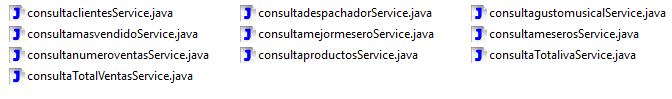 consultaclientesService.java consultadespachadorService.java consultagustomusicalService.java
consultamasvendidoService.java consultamejormeseroService.java consultameserosService.java
consultanumeroventasService.java consultaproductosService.java consultaTotalivaService.java
consultaTotalVentasService.java